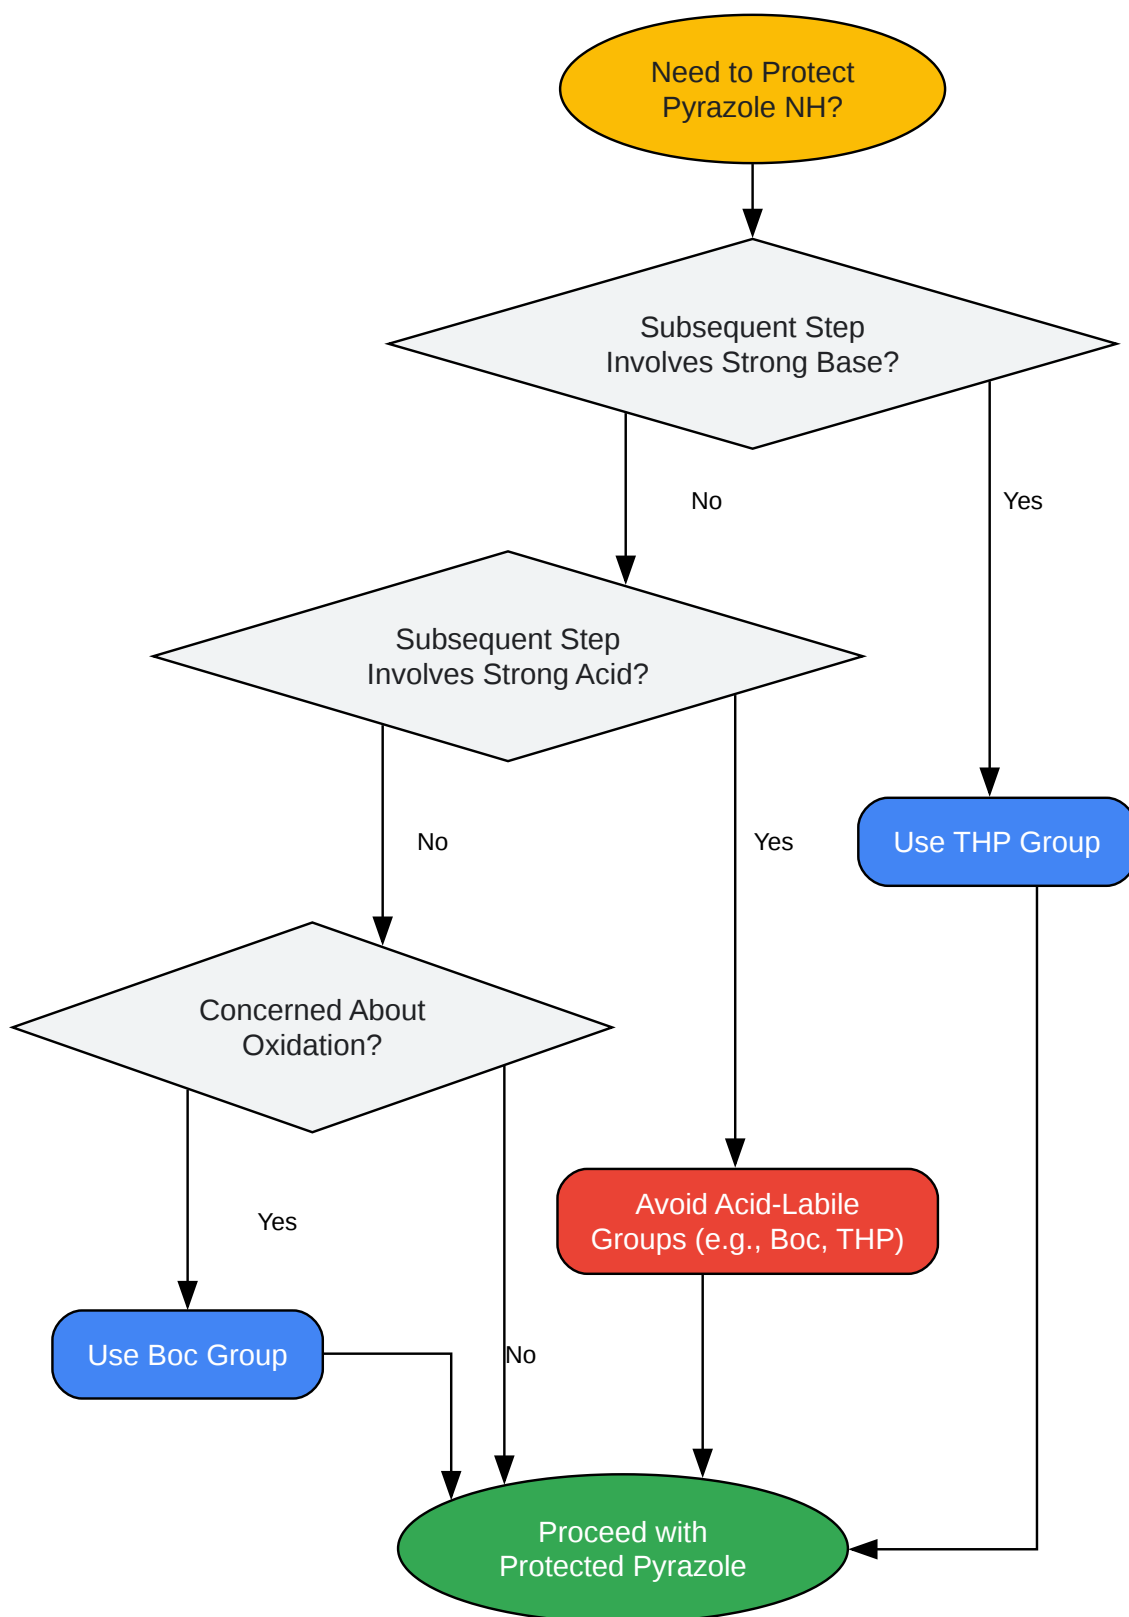 Need to Protect
Pyrazole NH?
Subsequent Step
Involves Strong Base?
No
Yes
Subsequent Step
Involves Strong Acid?
No
Yes
Use THP Group
Concerned About
Oxidation?
Avoid Acid-Labile
Groups (e.g., Boc, THP)
Yes
Use Boc Group
No
Proceed with
Protected Pyrazole